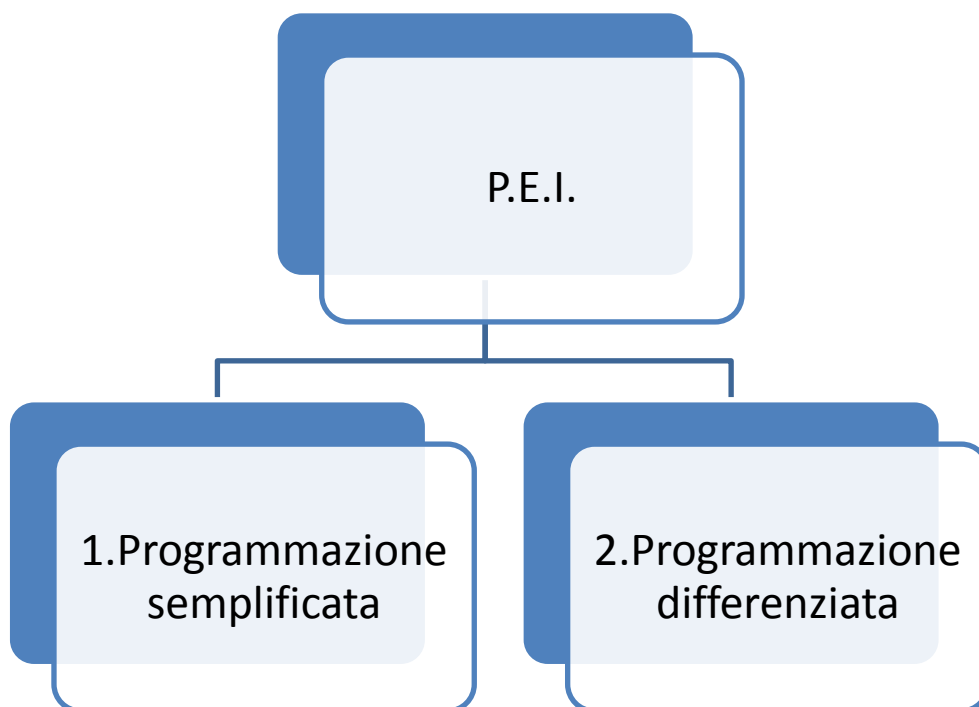 P.E.I.
1.Programmazione
semplificata
2.Programmazione
differenziata